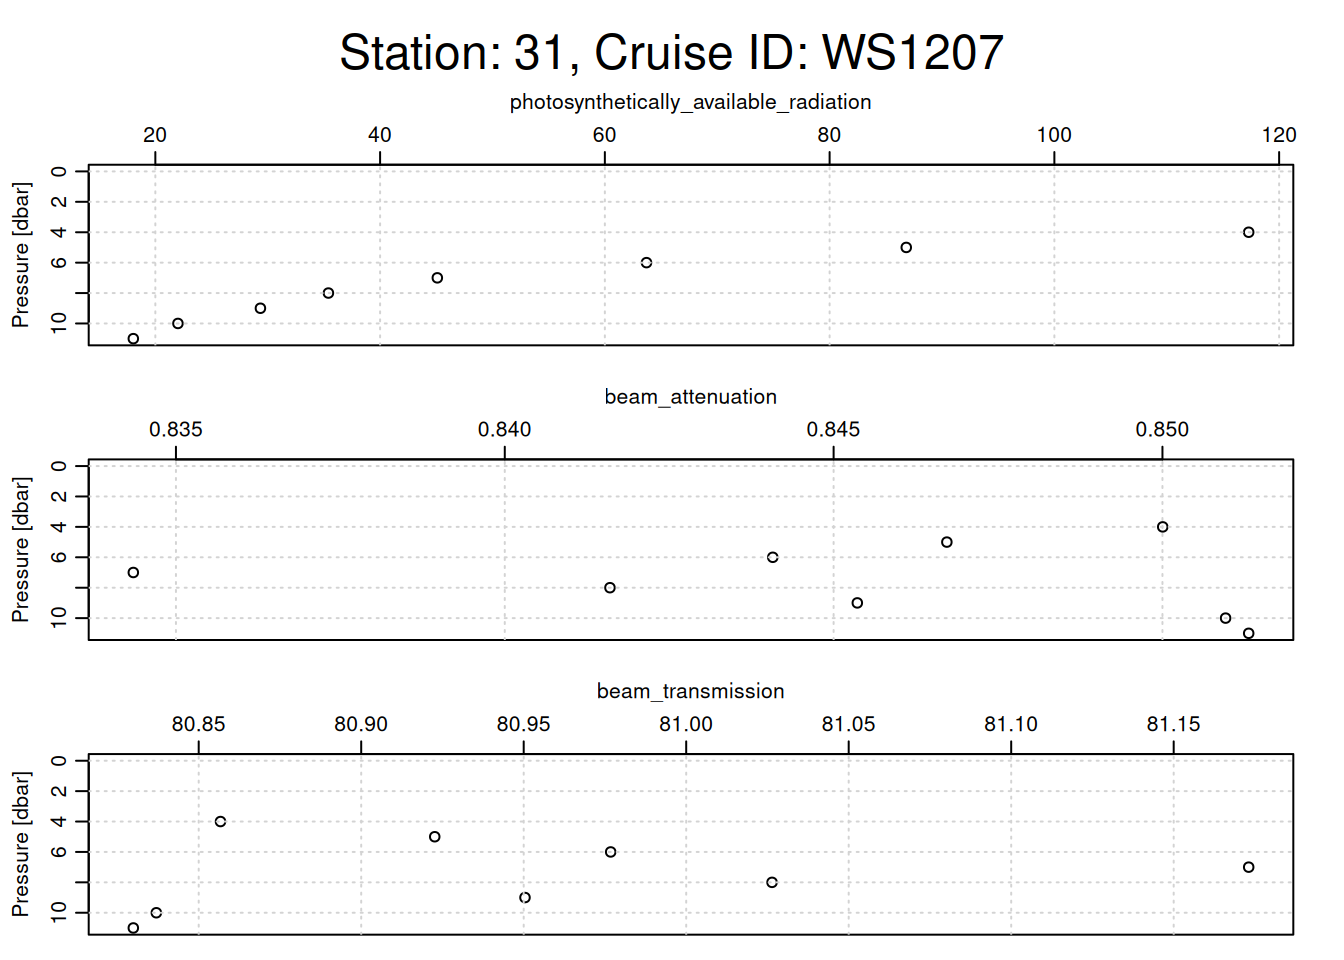 Station: 31, Cruise ID: WS1207
photosynthetically_available_radiation
20 40 60 80 100 120
Pressure [dbar]
0
2
4
6
10
beam_attenuation
0.835 0.840 0.845 0.850
Pressure [dbar]
0
2
4
6
10
beam_transmission
80.85 80.90 80.95 81.00 81.05 81.10 81.15
Pressure [dbar]
0
2
4
6
10